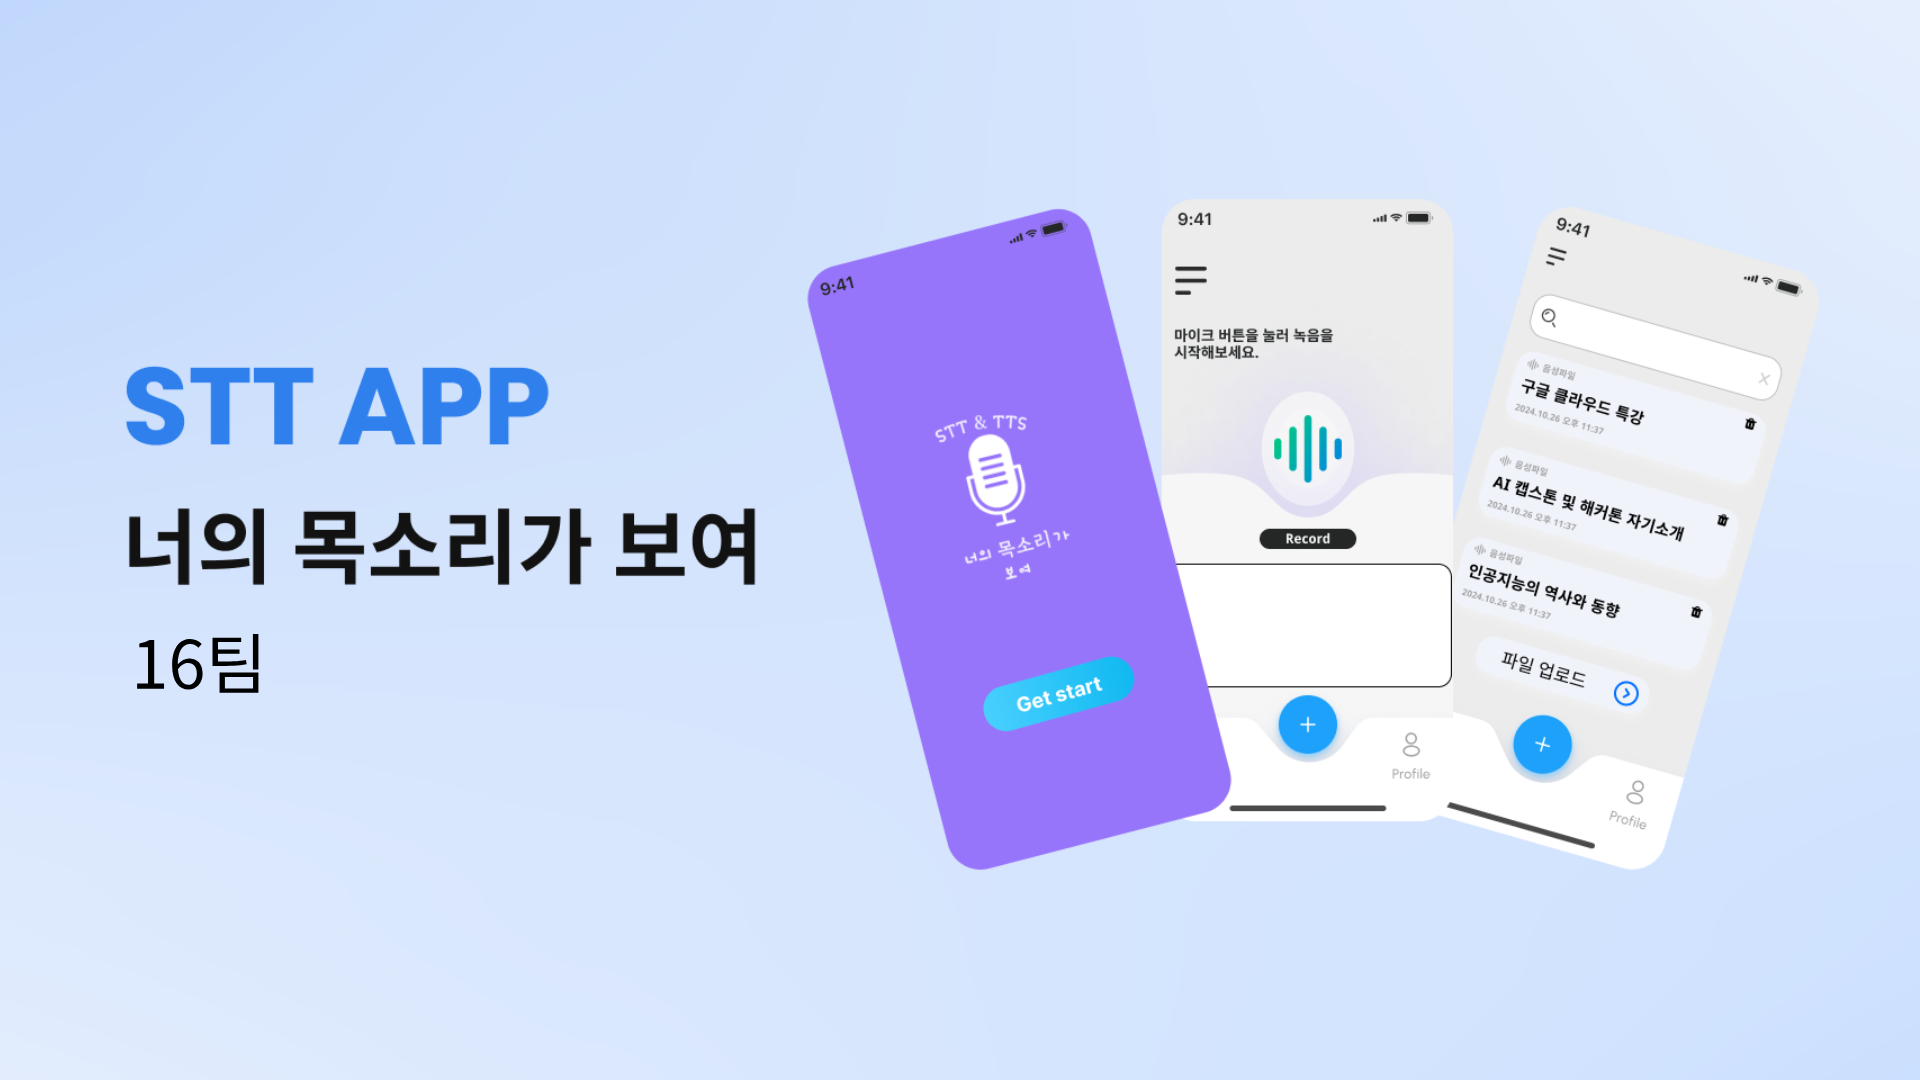 STT APP
너의 목소리가 보여
16팀
9:41
STT & TTS
너의 목소리가
보여
Get start
9:41
마이크 버튼을 눌러 녹음을
시작해보세요.
Record
Profile
9:41
음성파일
구글 클라우드 특강
2024.10.26 오후 11:37
음성파일
AI 캡스톤 및 해커톤 자기소개
2024.10.26 오후 11:37
음성파일
인공지능의 역사와 동향
2024.10.26 오후 11:37
파일 업로드
Profile